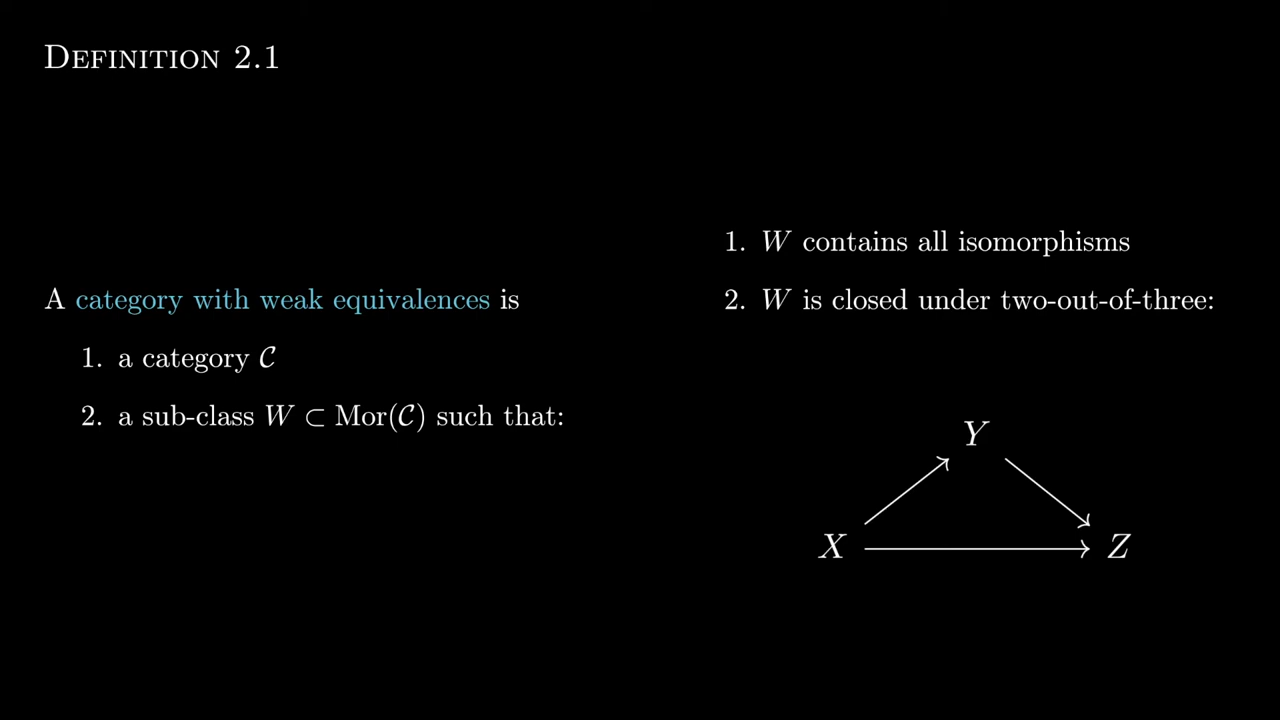 Definition 2.1
A category with weak equivalences is
1. a category 𝒞
2. a sub-class W ⊂ Mor(𝒞) such that:
1. W contains all isomorphisms
2. W is closed under two-out-of-three:
Y
X
Z